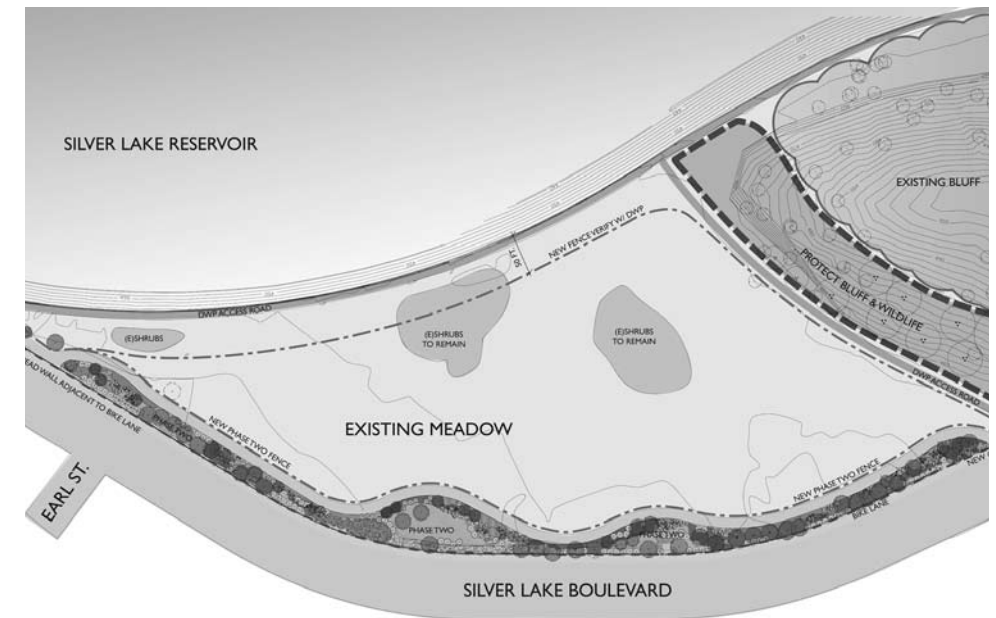 SILVER LAKE RESERVOIR
EXISTING BLUFF
NEW FENCE VERIFY W/ DWP
50 FT.
PROTECT BLUFF & WILDLIFE
DWP ACCESS ROAD
(E)SHRUBS
(E)SHRUBS
TO REMAIN
(E)SHRUBS
TO REMAIN
DWP ACCESS ROAD
WALL ADJACENT TO BIKE LANE
PHASE TWO
NEW PHASE TWO FENCE
EXISTING MEADOW
NEW PHASE TWO FENCE
NEW
BIKE LANE
EARL ST.
PHASE TWO
PHASE TWO
SILVER LAKE BOULEVARD